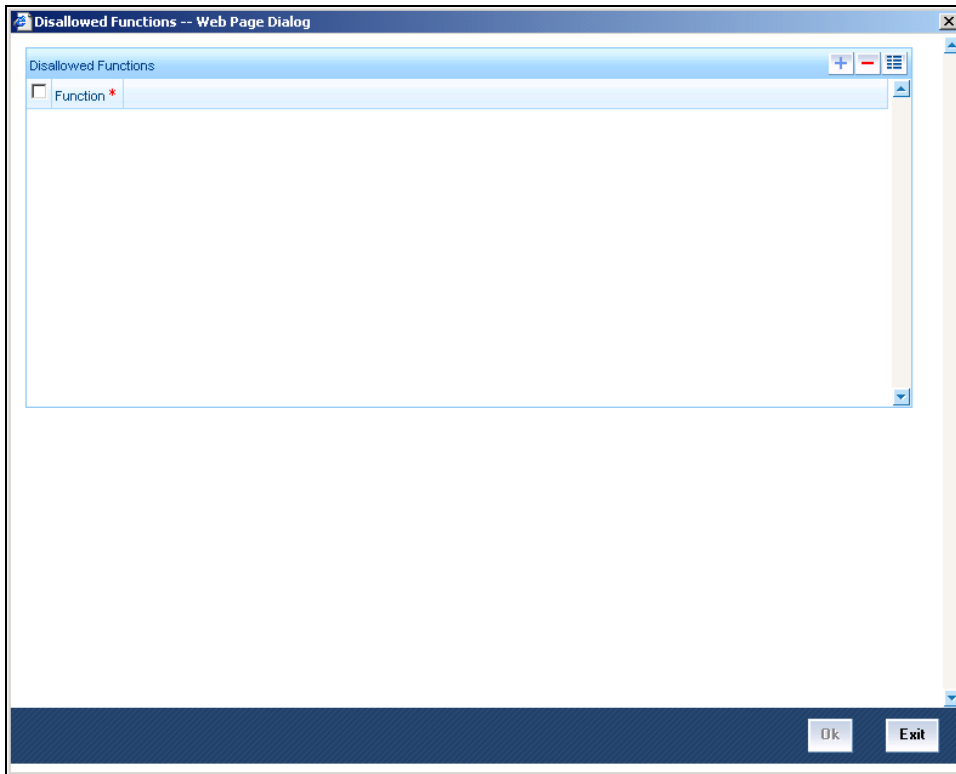 Disallowed Functions -- Web Page Dialog
Disallowed Functions
Function *
Ok
Exit